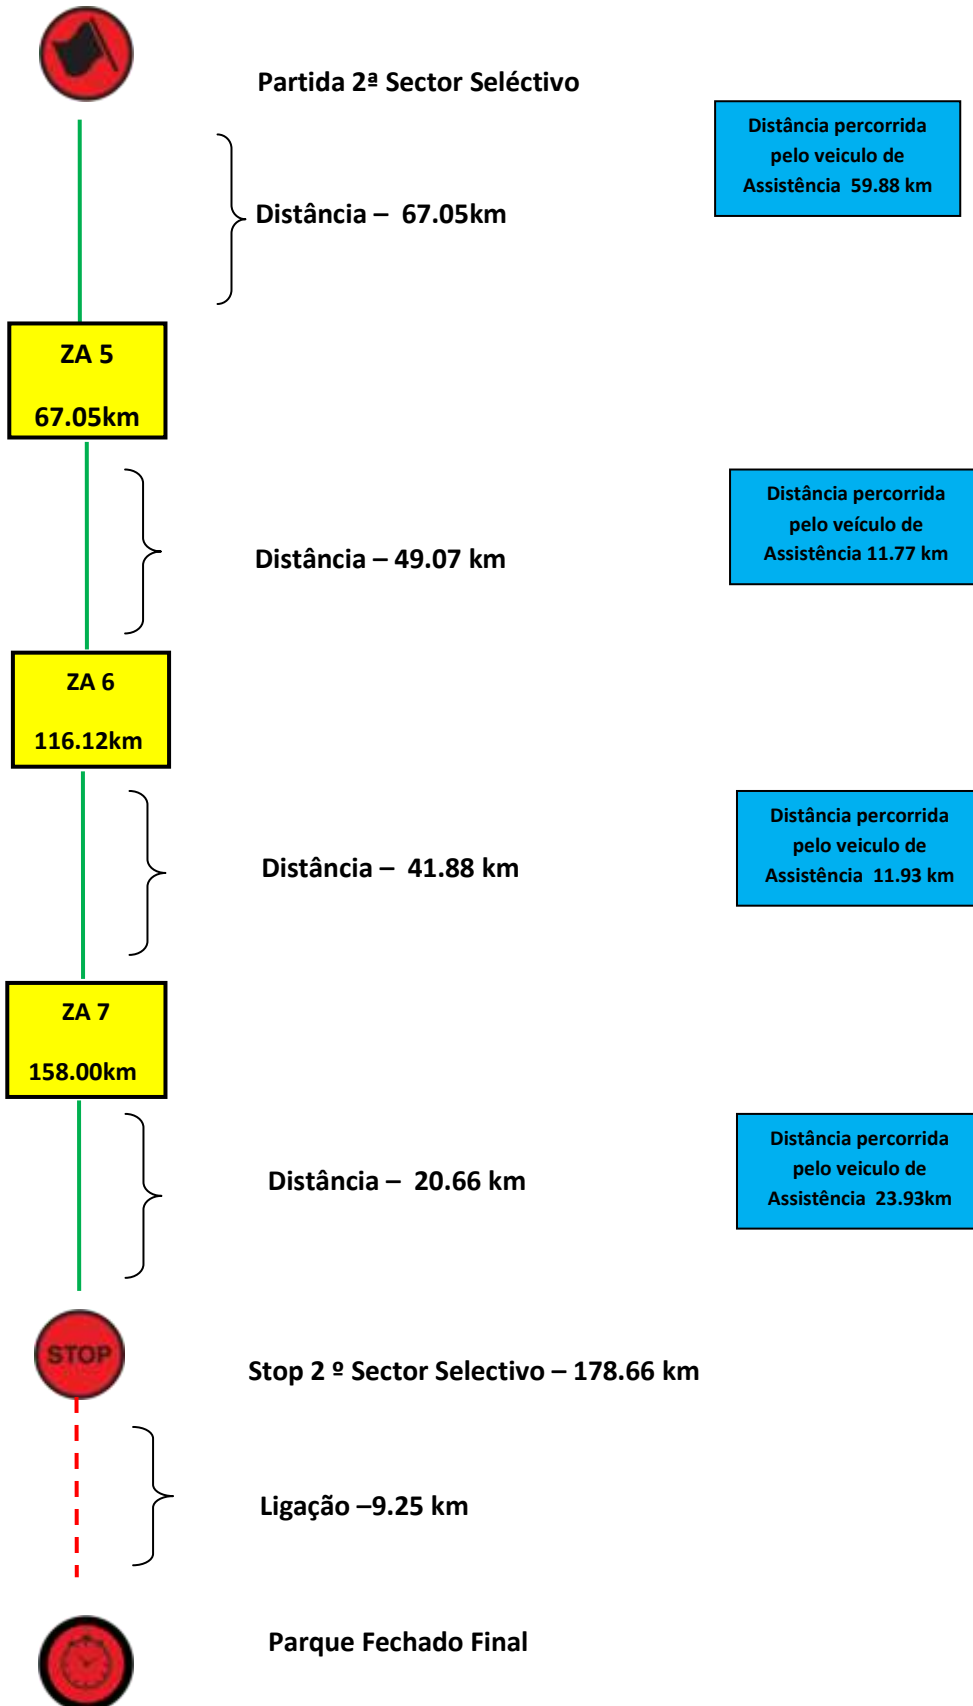 Partida 2ª Sector Seléctivo
Distância percorrida
pelo veiculo de
Assistência 59.88 km
Distância – 67.05km
ZA 5
67.05km
Distância percorrida
pelo veículo de
Assistência 11.77 km
Distância – 49.07 km
ZA 6
116.12km
Distância percorrida
pelo veiculo de
Assistência 11.93 km
Distância – 41.88 km
ZA 7
158.00km
Distância percorrida
pelo veiculo de
Assistência 23.93km
Distância – 20.66 km
STOP
Stop 2 º Sector Selectivo – 178.66 km
Ligação –9.25 km
Parque Fechado Final